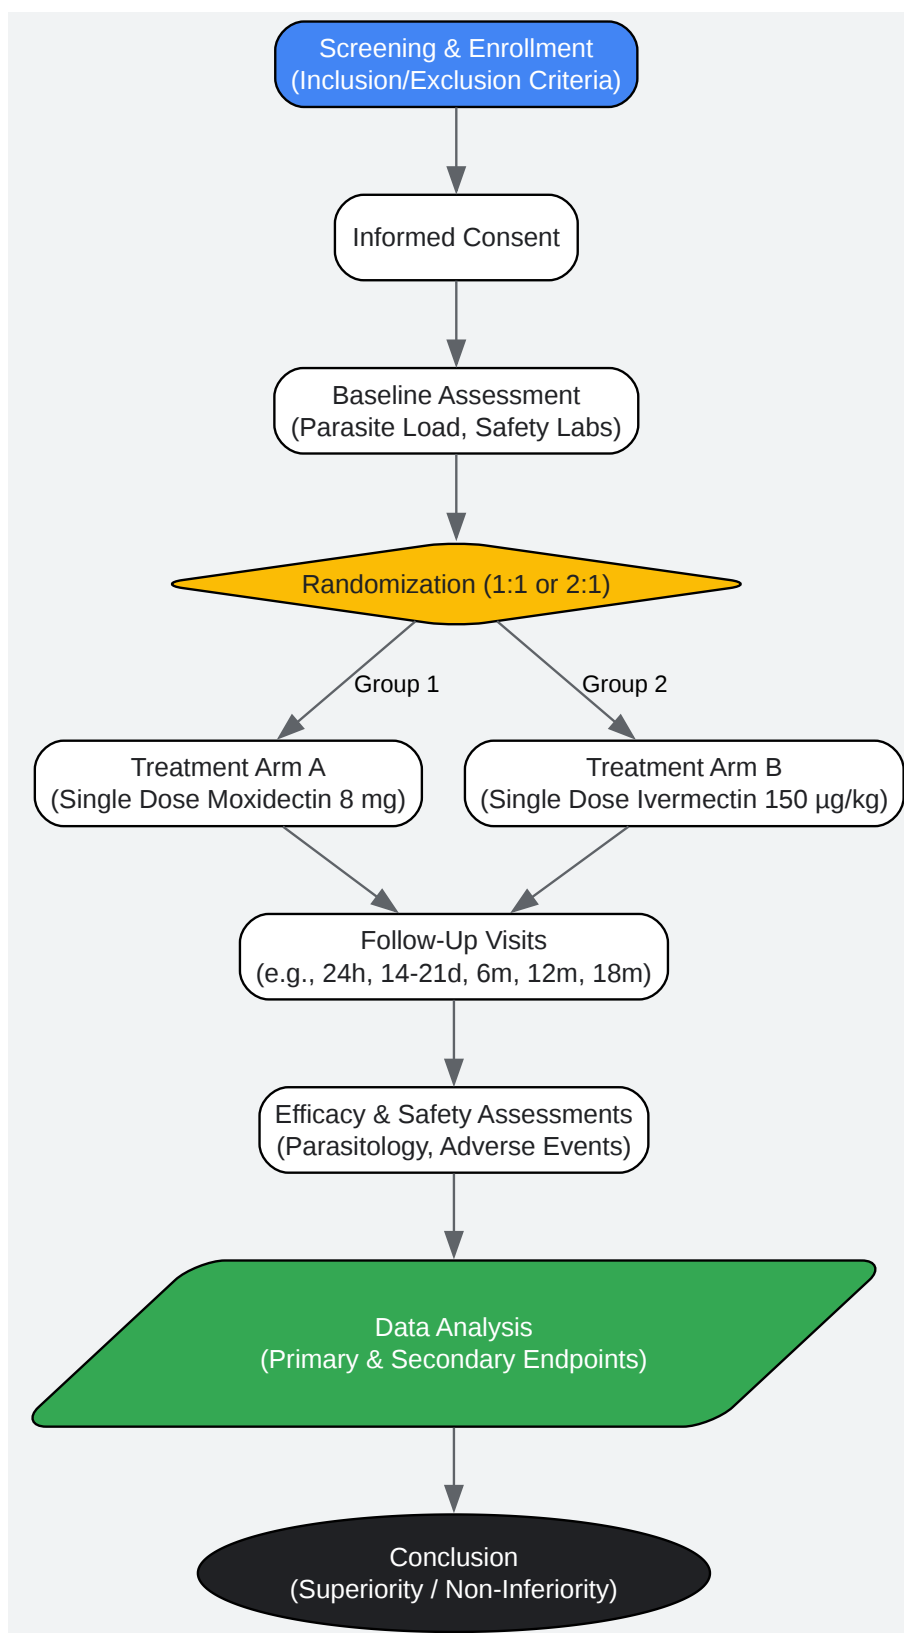 Screening & Enrollment
(Inclusion/Exclusion Criteria)
Informed Consent
Baseline Assessment
(Parasite Load, Safety Labs)
Randomization (1:1 or 2:1)
Group 1
Group 2
Treatment Arm A
(Single Dose Moxidectin 8 mg)
Treatment Arm B
(Single Dose Ivermectin 150 µg/kg)
Follow-Up Visits
(e.g., 24h, 14-21d, 6m, 12m, 18m)
Efficacy & Safety Assessments
(Parasitology, Adverse Events)
Data Analysis
(Primary & Secondary Endpoints)
Conclusion
(Superiority / Non-Inferiority)